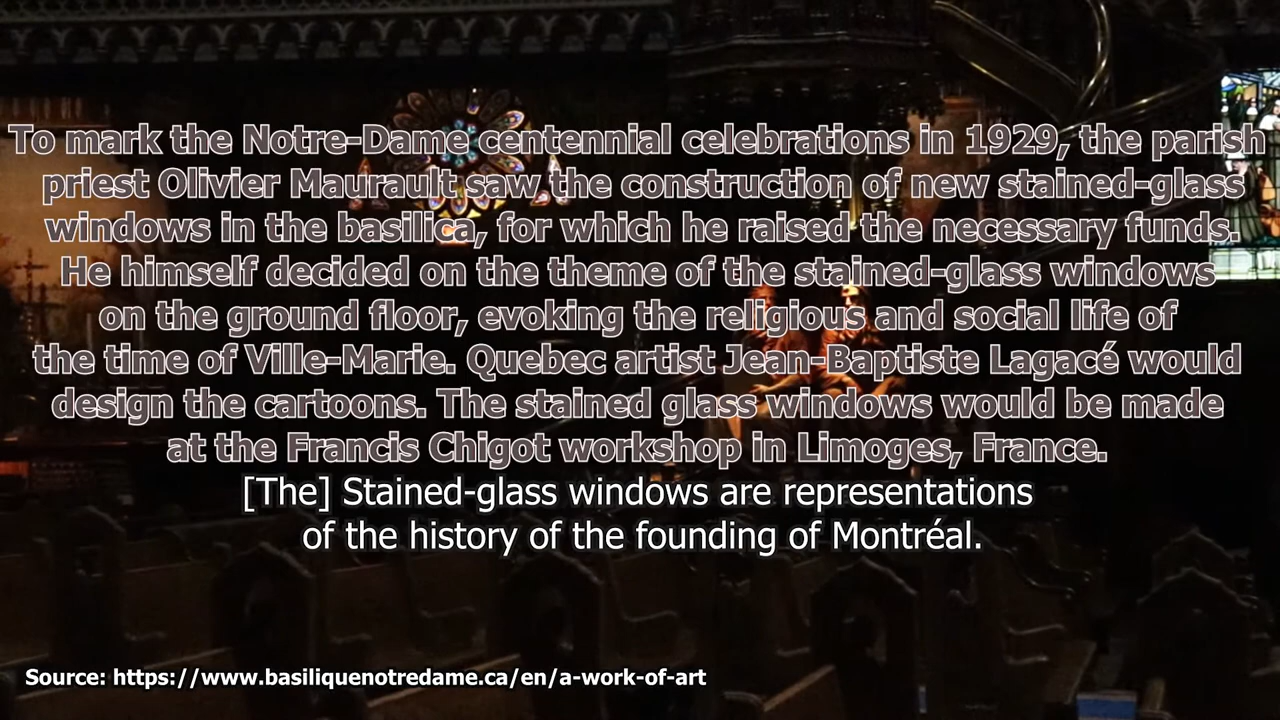 To mark the Notre-Dame centennial celebrations in 1929, the parish
priest Olivier Maurault saw the construction of new stained-glass
windows in the basilica, for which he raised the necessary funds.
He himself decided on the theme of the stained-glass windows
on the ground floor, evoking the religious and social life of
the time of Ville-Marie. Quebec artist Jean-Baptiste Lagacé would
design the cartoons. The stained glass windows would be made
at the Francis Chigot workshop in Limoges, France.
[The] Stained-glass windows are representations
of the history of the founding of Montréal.
Source: https://www.basiliquenotredame.ca/en/a-work-of-art